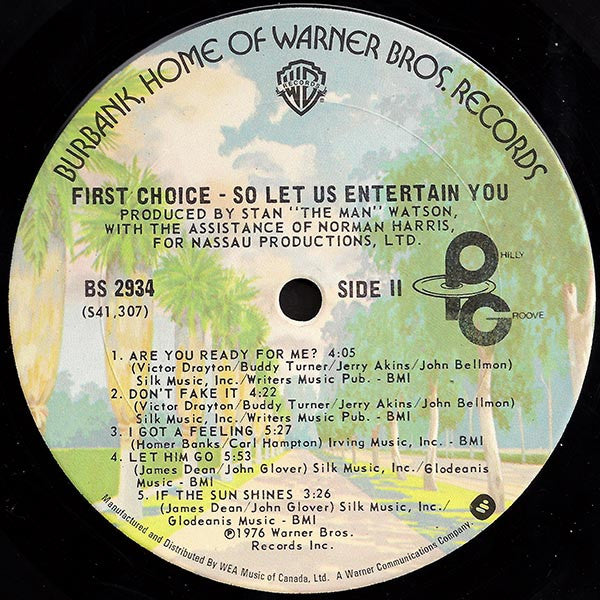 BURBANK, HOME OF WARNER BROS. RECORDS
RECORDS
FIRST CHOICE - SO LET US ENTERTAIN YOU
PRODUCED BY STAN "THE MAN" WATSON,
WITH THE ASSISTANCE OF NORMAN HARRIS,
FOR NASSAU PRODUCTIONS, LTD.
BS 2934
(S41,307)
SIDE II
PHILLY
GROOVE
1. ARE YOU READY FOR ME? 4:05
(Victor Drayton/Buddy Turner/Jerry Akins/John Bellmon)
Silk Music, Inc./Writers Music Pub. - BMI
2. DON'T FAKE IT 4:22
(Victor Drayton/Buddy Turner/Jerry Akins/John Bellmon)
Silk Music, Inc./Writers Music Pub. - BMI
3. I GOT A FEELING 5:27
(Homer Banks/Carl Hampton) Irving Music, Inc. - BMI
4. LET HIM GO 5:53
(James Dean/John Glover) Silk Music, Inc./Glodeanis
Music - BMI
5. IF THE SUN SHINES 3:26
(James Dean/John Glover) Silk Music, Inc./
Glodeanis Music - BMI
℗1976 Warner Bros.
Records Inc.
Manufactured and Distributed By WEA Music of Canada, Ltd. A Warner Communications Company.